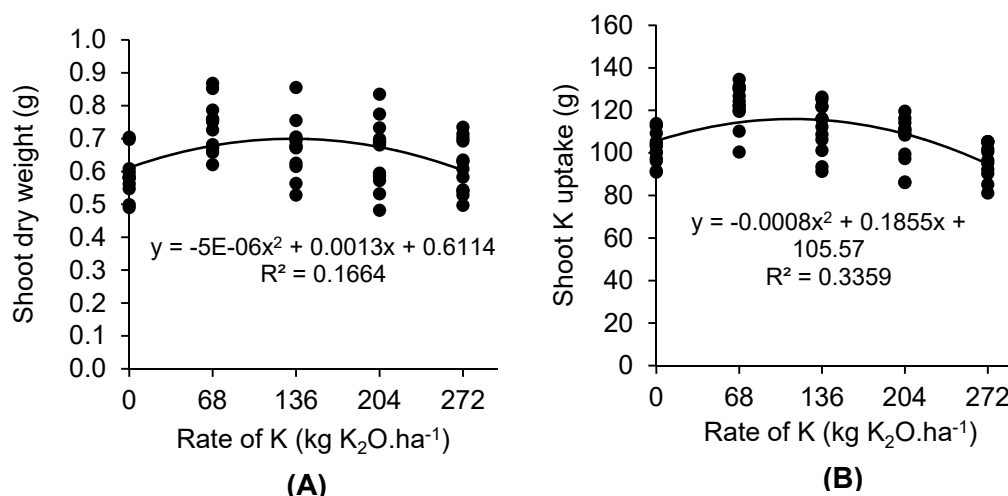 Shoot dry weight (g)
1.0
0.9
0.8
0.7
0.6
0.5
0.4
0.3
0.2
0.1
0.0
y = -5E-06x² + 0.0013x + 0.6114
R² = 0.1664
0 68 136 204 272
Rate of K (kg K₂O.ha⁻¹)
(A)
Shoot K uptake (g)
160
140
120
100
80
60
40
20
0
y = -0.0008x² + 0.1855x +
105.57
R² = 0.3359
0 68 136 204 272
Rate of K (kg K₂O.ha⁻¹)
(B)